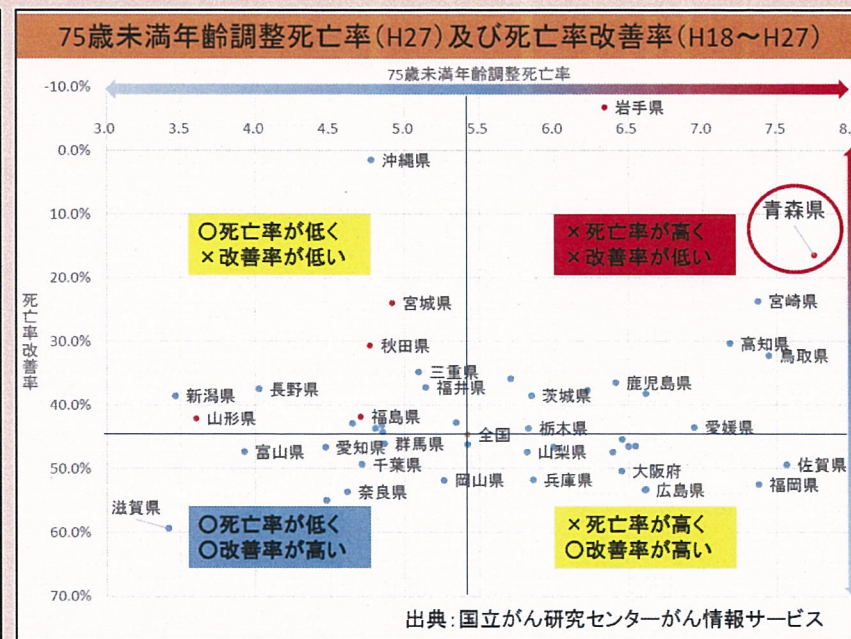 75歳未満年齢調整死亡率(H27)及び死亡率改善率(H18～H27)
75歳未満年齢調整死亡率
-10.0%
岩手県
3.0 3.5 4.0 4.5 5.0 5.5 6.0 6.5 7.0 7.5 8.
0.0%
沖縄県
10.0%
○死亡率が低く
×改善率が低い
×死亡率が高く
×改善率が低い
青森県
20.0%
宮城県
宮崎県
死亡率改善率
30.0%
秋田県
高知県
鳥取県
三重県
新潟県
長野県
福井県
茨城県
鹿児島県
40.0%
山形県
福島県
全国
栃木県
愛媛県
富山県
愛知県
群馬県
山梨県
50.0%
千葉県
大阪府
佐賀県
奈良県
岡山県
兵庫県
広島県
福岡県
滋賀県
○死亡率が低く
○改善率が高い
×死亡率が高く
○改善率が高い
60.0%
70.0%
出典:国立がん研究センターがん情報サービス